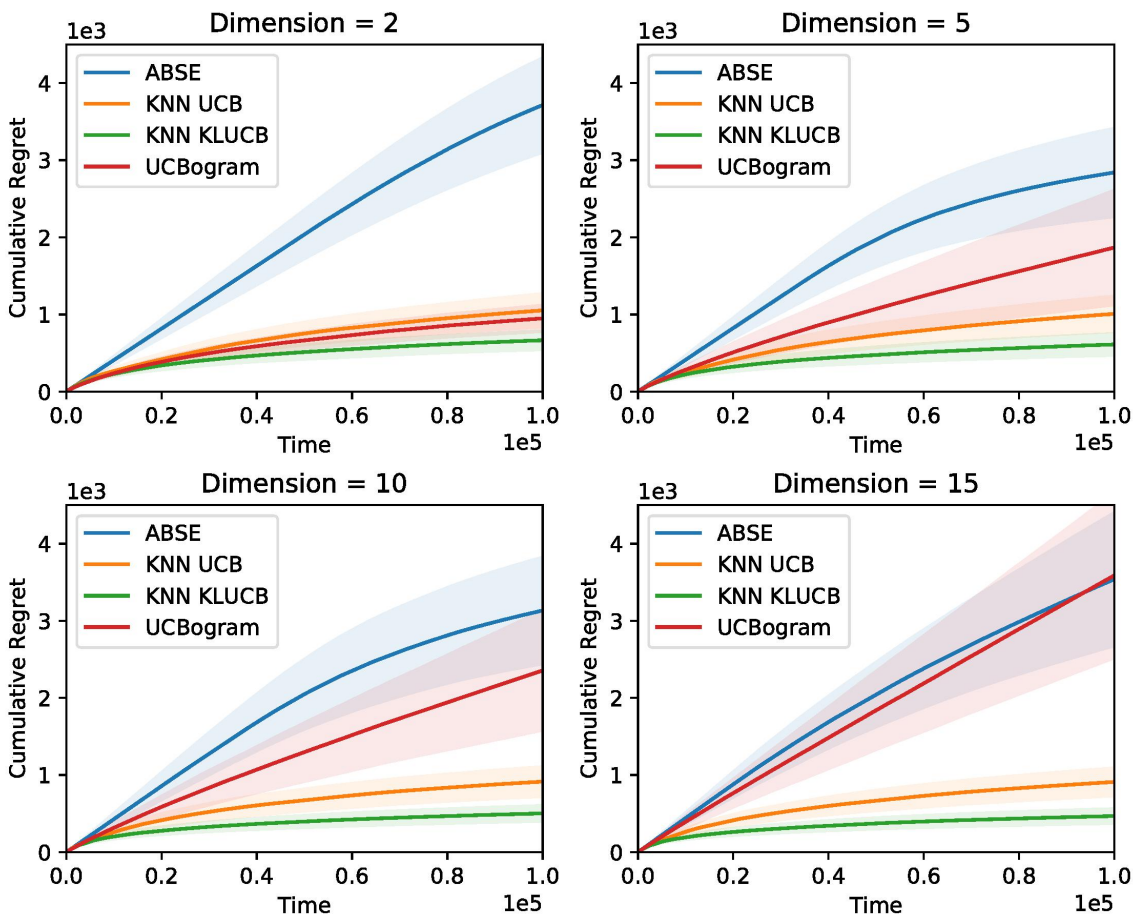 Dimension = 2
1e3
Cumulative Regret
4
3
2
1
0
ABSE
KNN UCB
KNN KLUCB
UCBogram
0.0 0.2 0.4 0.6 0.8 1.0
Time
1e5
Dimension = 5
1e3
Cumulative Regret
4
3
2
1
0
ABSE
KNN UCB
KNN KLUCB
UCBogram
0.0 0.2 0.4 0.6 0.8 1.0
Time
1e5
Dimension = 10
1e3
Cumulative Regret
4
3
2
1
0
ABSE
KNN UCB
KNN KLUCB
UCBogram
0.0 0.2 0.4 0.6 0.8 1.0
Time
1e5
Dimension = 15
1e3
Cumulative Regret
4
3
2
1
0
ABSE
KNN UCB
KNN KLUCB
UCBogram
0.0 0.2 0.4 0.6 0.8 1.0
Time
1e5